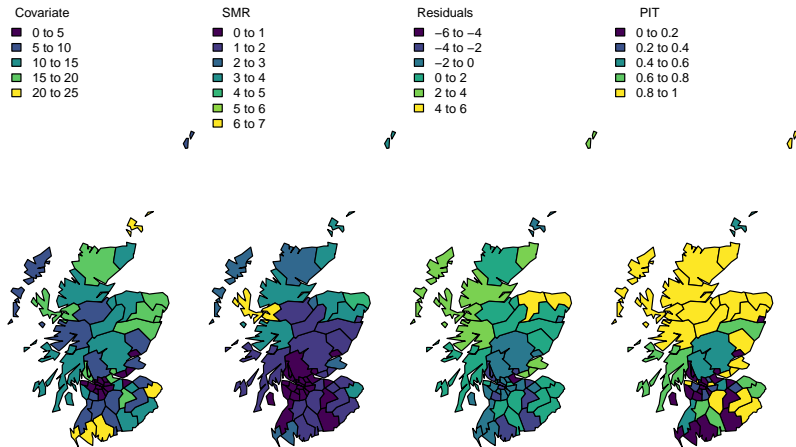 Covariate
0 to 5
5 to 10
10 to 15
15 to 20
20 to 25
SMR
0 to 1
1 to 2
2 to 3
3 to 4
4 to 5
5 to 6
6 to 7
Residuals
−6 to −4
−4 to −2
−2 to 0
0 to 2
2 to 4
4 to 6
PIT
0 to 0.2
0.2 to 0.4
0.4 to 0.6
0.6 to 0.8
0.8 to 1